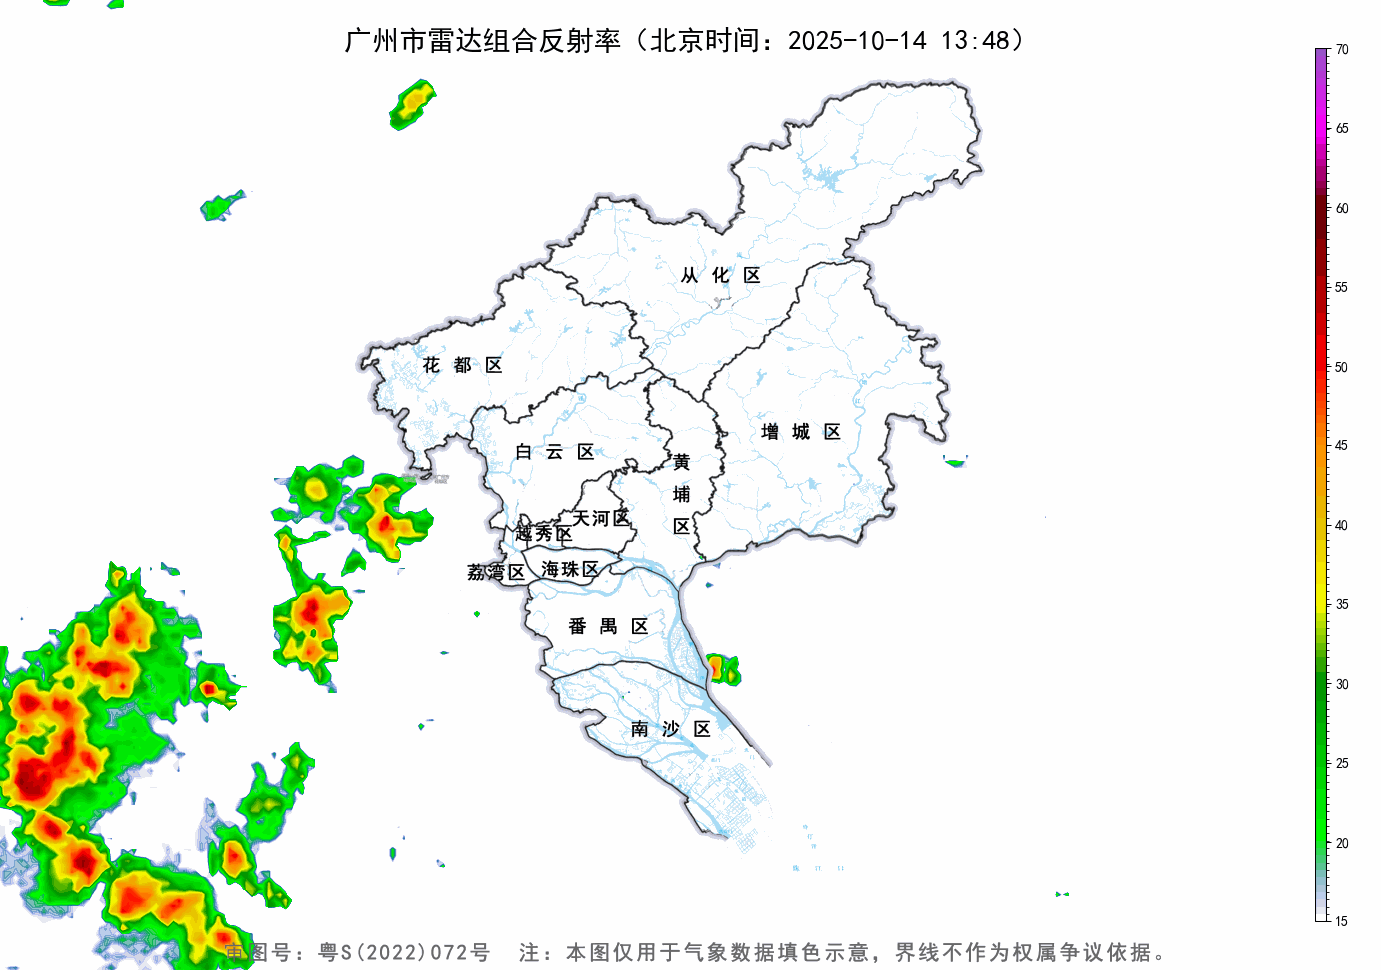 广州市雷达组合反射率（北京时间：2025-10-14 13:48）
70
65
60
55
50
45
40
35
30
25
20
15
从化区
花都区
增城区
白云区
黄埔区
天河区
越秀区
荔湾区
海珠区
番禺区
南沙区
审图号：粤S(2022)072号 注：本图仅用于气象数据填色示意，界线不作为权属争议依据。